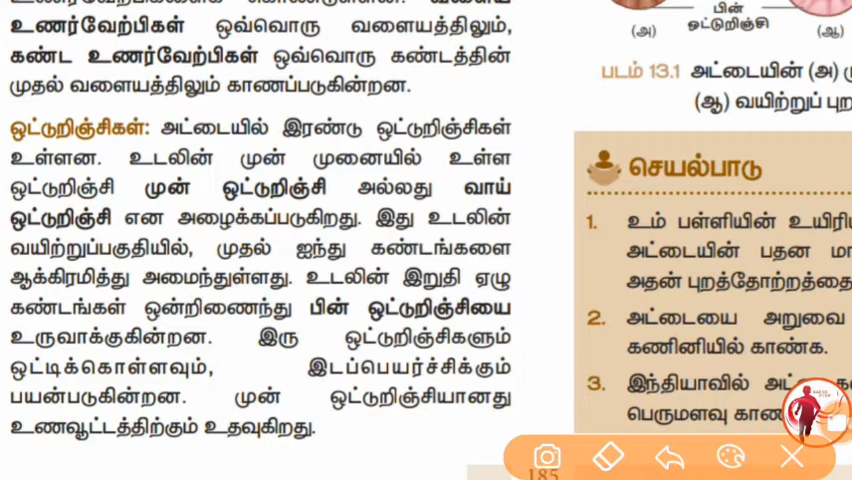 உணர்வேற்பிகள் ஒவ்வொரு வளையத்திலும்,
கண்ட உணர்வேற்பிகள் ஒவ்வொரு கண்டத்தின்
முதல் வளையத்திலும் காணப்படுகின்றன.
ஒட்டுறிஞ்சிகள்: அட்டையில் இரண்டு ஒட்டுறிஞ்சிகள்
உள்ளன. உடலின் முன் முனையில் உள்ள
ஒட்டுறிஞ்சி முன் ஒட்டுறிஞ்சி அல்லது வாய்
ஒட்டுறிஞ்சி என அழைக்கப்படுகிறது. இது உடலின்
வயிற்றுப்பகுதியில், முதல் ஐந்து கண்டங்களை
ஆக்கிரமித்து அமைந்துள்ளது. உடலின் இறுதி ஏழு
கண்டங்கள் ஒன்றிணைந்து பின் ஒட்டுறிஞ்சியை
உருவாக்குகின்றன. இரு ஒட்டுறிஞ்சிகளும்
ஒட்டிக்கொள்ளவும், இடப்பெயர்ச்சிக்கும்
பயன்படுகின்றன. முன் ஒட்டுறிஞ்சியானது
உணவூட்டத்திற்கும் உதவுகிறது.
பின்
ஒட்டுறிஞ்சி
(அ) (ஆ)
படம் 13.1 அட்டையின் (அ)
(ஆ) வயிற்றுப்
செயல்பாடு
1. உம் பள்ளியின்
அட்டையின் பதன
அதன் புறத்தோற்றத்தை
2. அட்டையை அறுவை
கணினியில் காண்க.
3. இந்தியாவில்
பெருமளவு
185